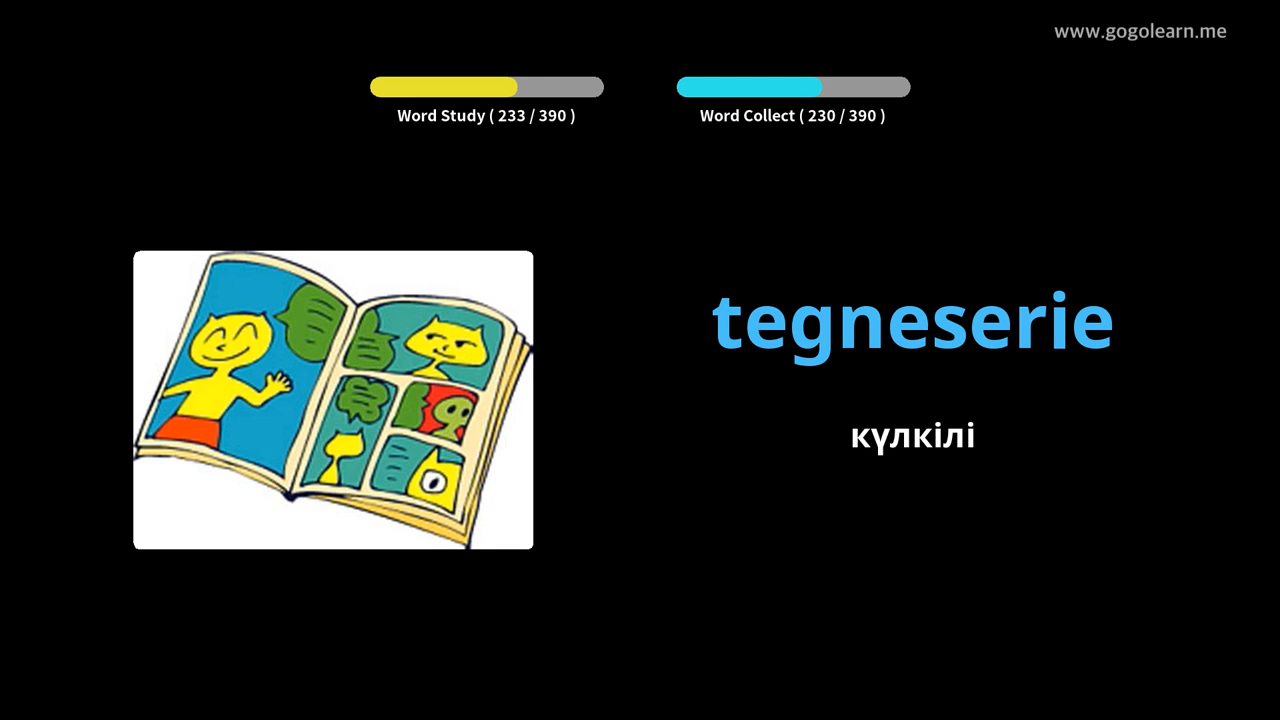 www.gogolearn.me
Word Study ( 233 / 390 )
Word Collect ( 230 / 390 )
tegneserie
күлкілі